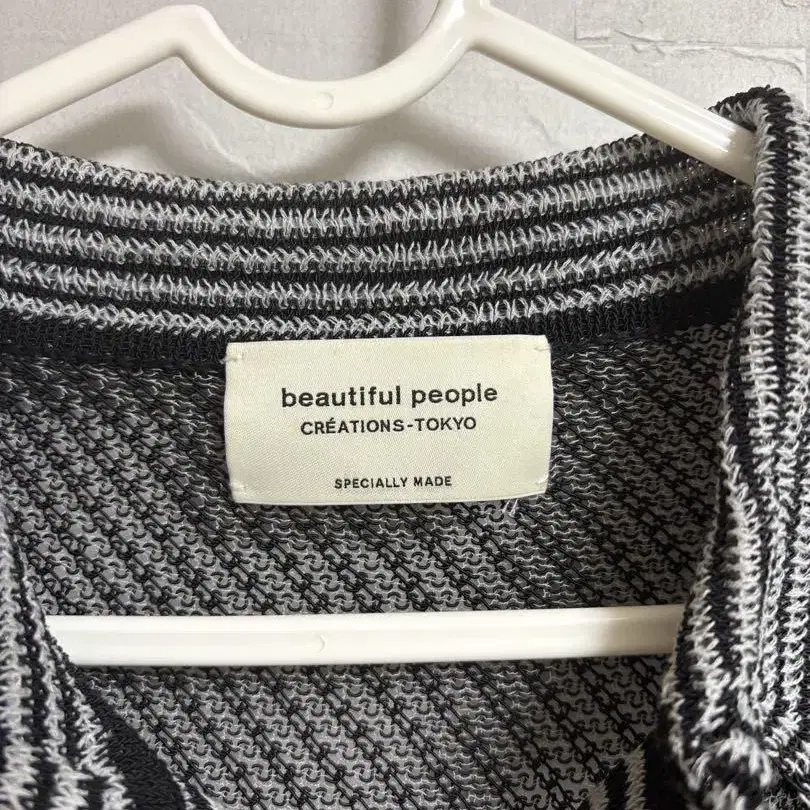 beautiful people
CRÉATIONS-TOKYO
SPECIALLY MADE